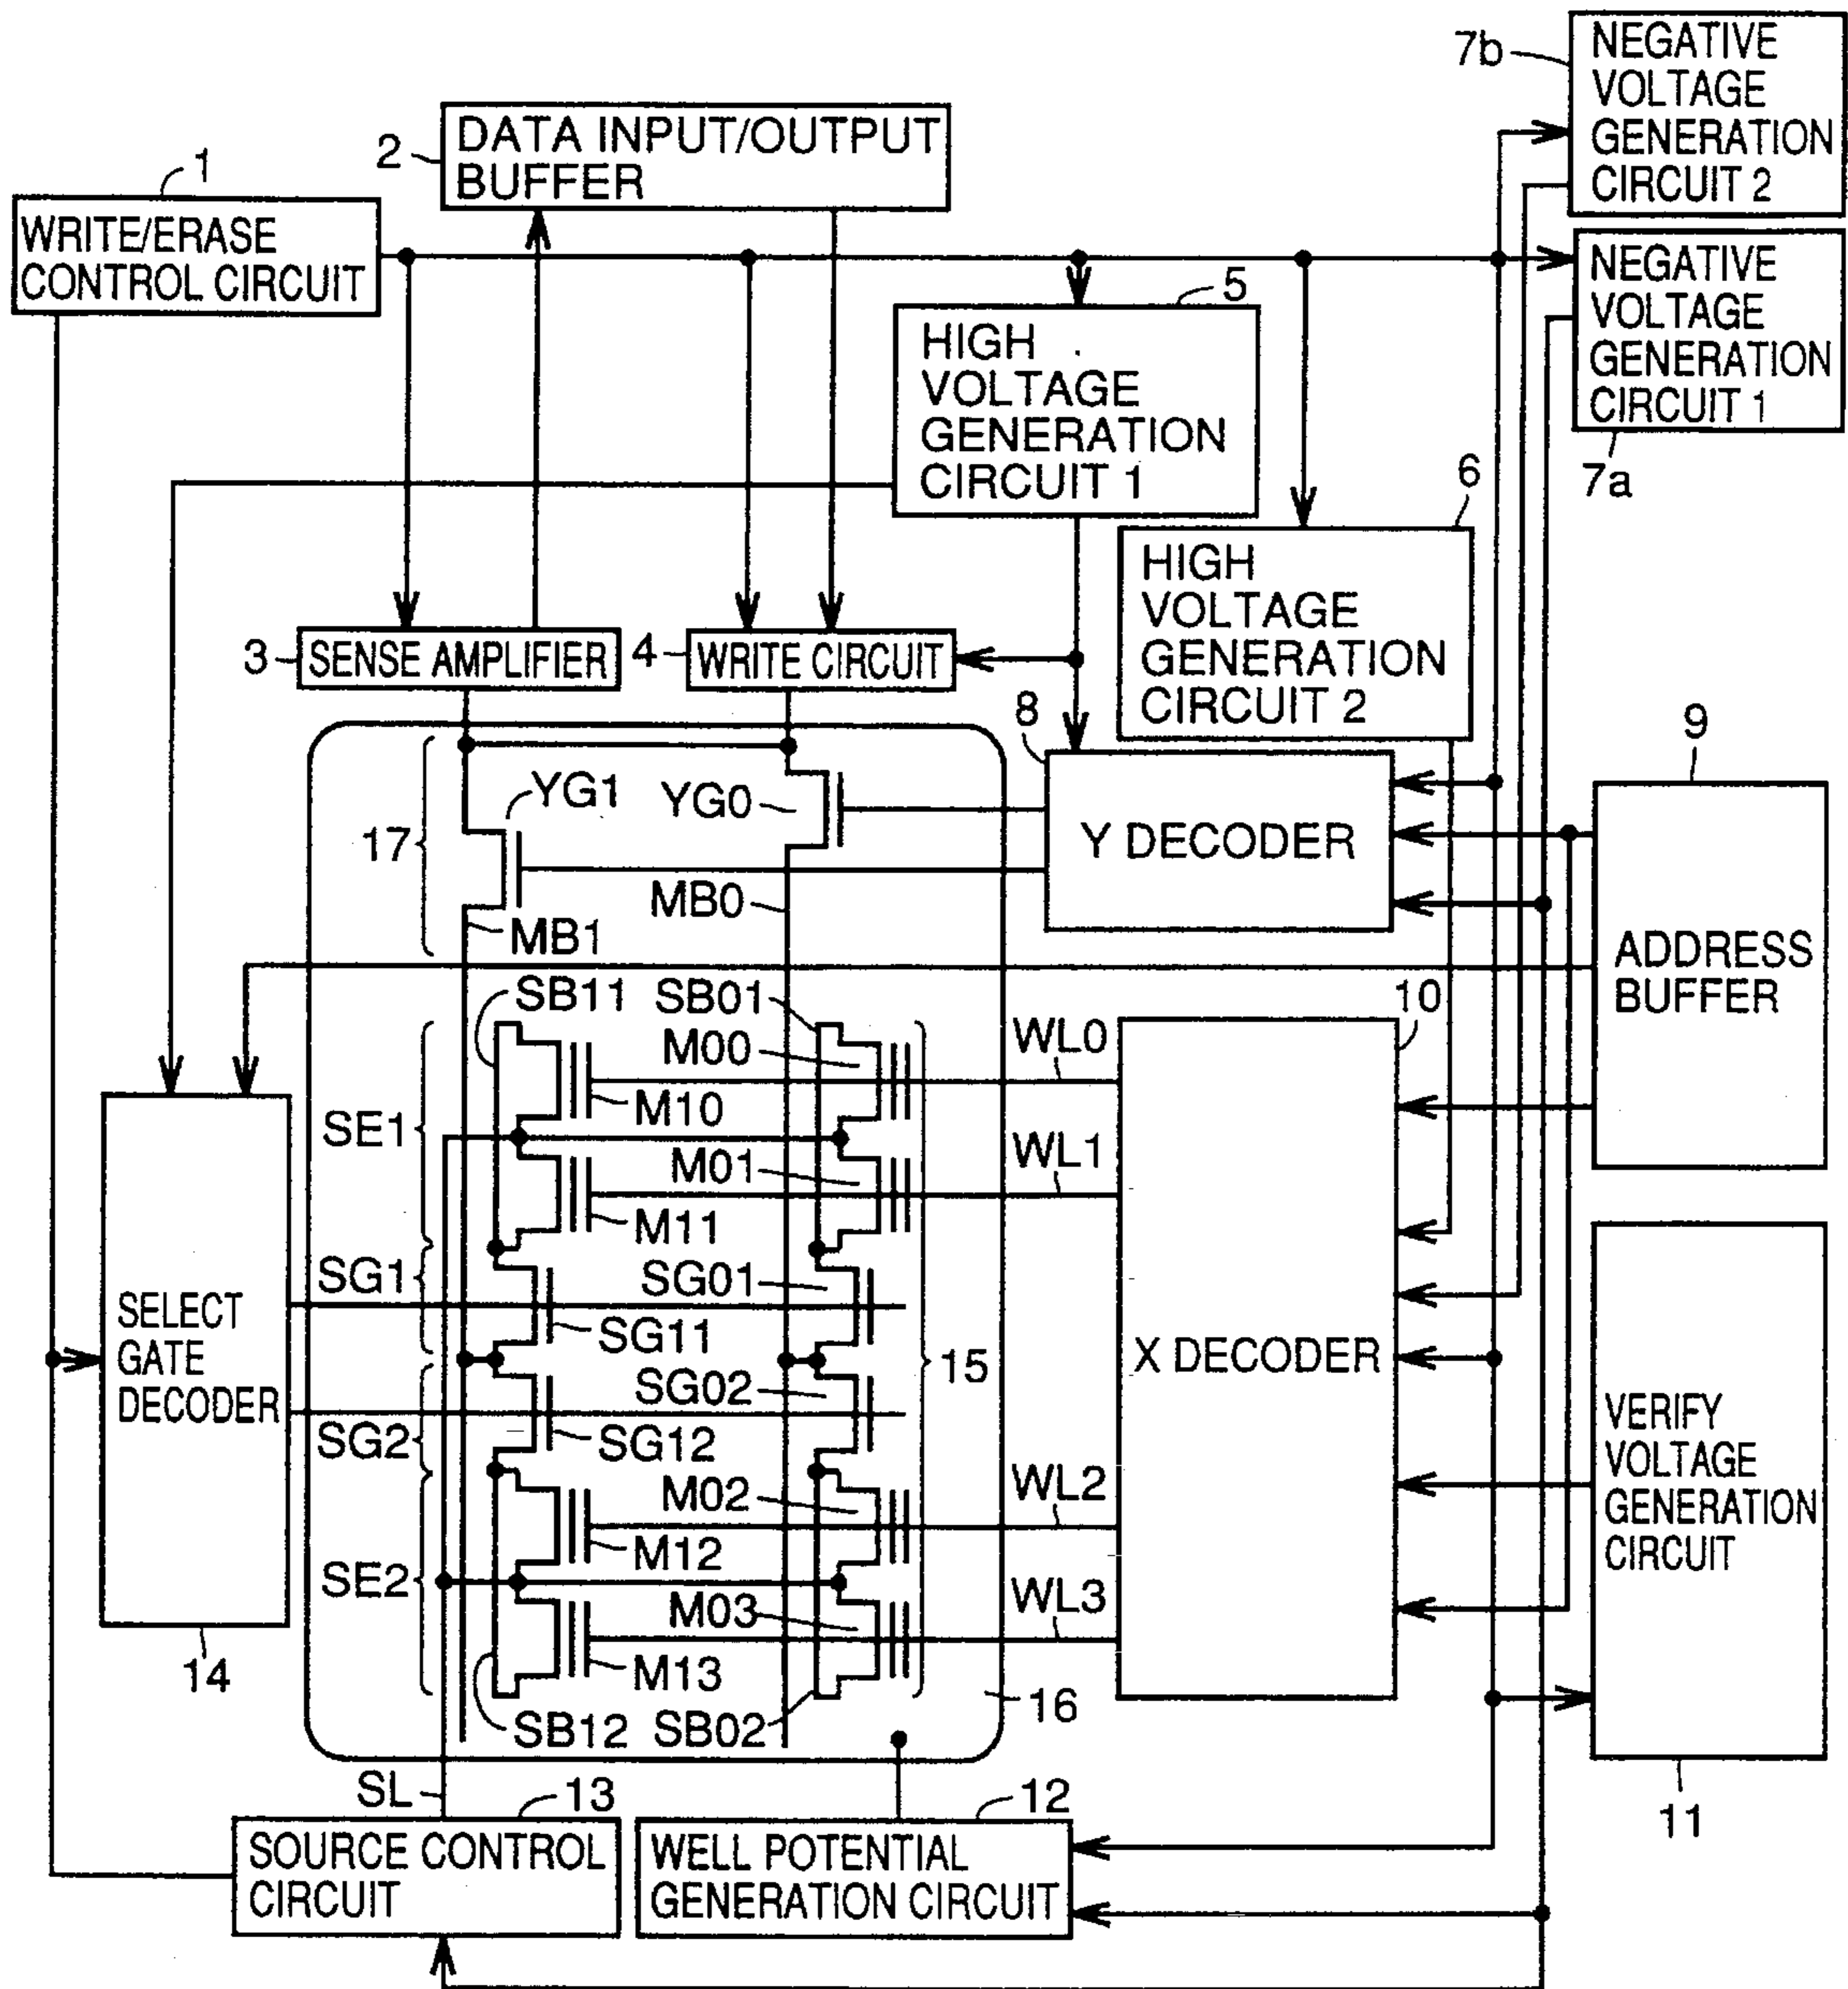 7b
NEGATIVE
VOLTAGE
GENERATION
CIRCUIT 2
2
DATA INPUT/OUTPUT
BUFFER
1
WRITE/ERASE
CONTROL CIRCUIT
NEGATIVE
VOLTAGE
GENERATION
CIRCUIT 1
7a
5
HIGH
VOLTAGE
GENERATION
CIRCUIT 1
6
HIGH
VOLTAGE
GENERATION
CIRCUIT 2
3
SENSE AMPLIFIER
4
WRITE CIRCUIT
8
Y DECODER
9
ADDRESS
BUFFER
17
YG1
YG0
MB0
MB1
SB11
SB01
10
M00
WL0
M10
SE1
M01
WL1
M11
SG1
SG01
SG11
SELECT
GATE
DECODER
15
X DECODER
SG02
SG2
SG12
VERIFY
VOLTAGE
GENERATION
CIRCUIT
M02
WL2
M12
SE2
M03
WL3
14
M13
16
SB12
SB02
SL
13
12
11
SOURCE CONTROL
CIRCUIT
WELL POTENTIAL
GENERATION CIRCUIT